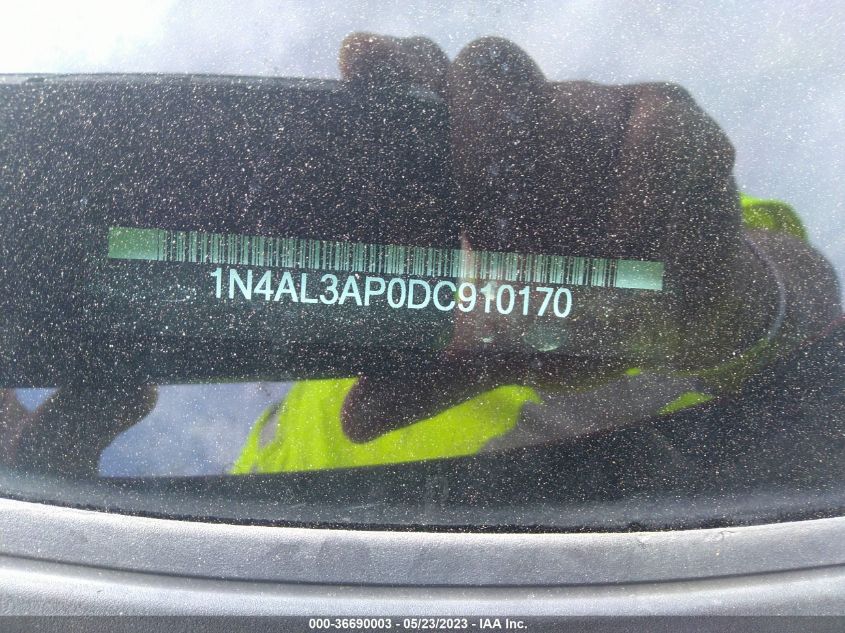 1N4AL3AP0DC910170
000-36690003 — 05/23/2023 — IAA Inc.